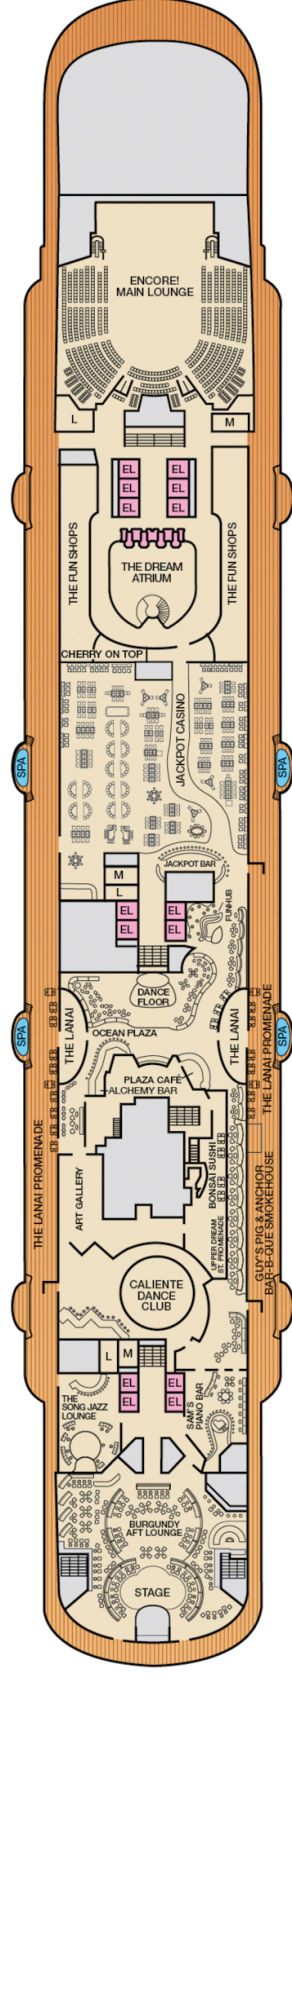 ENCORE!
MAIN LOUNGE
L
M
EL
EL
EL
EL
EL
EL
THE FUN SHOPS
THE DREAM
ATRIUM
THE FUN SHOPS
CHERRY ON TOP
JACKPOT CASINO
SPA
SPA
JACKPOT BAR
M
L
FUNHUB
EL
EL
EL
EL
DANCE
FLOOR
THE LANAI
THE LANAI
THE LANAI PROMENADE
SPA
SPA
OCEAN PLAZA
PLAZA CAFÉ
ALCHEMY BAR
THE LANAI PROMENADE
ART GALLERY
BONSAI SUSHI
UPPER DREAM
ST. PROMENADE
GUY'S PIG & ANCHOR
BAR-B-QUE SMOKEHOUSE
CALIENTE
DANCE
CLUB
L
M
EL
EL
EL
EL
THE
SONG JAZZ
LOUNGE
SAM'S
PIANO BAR
BURGUNDY
AFT LOUNGE
STAGE